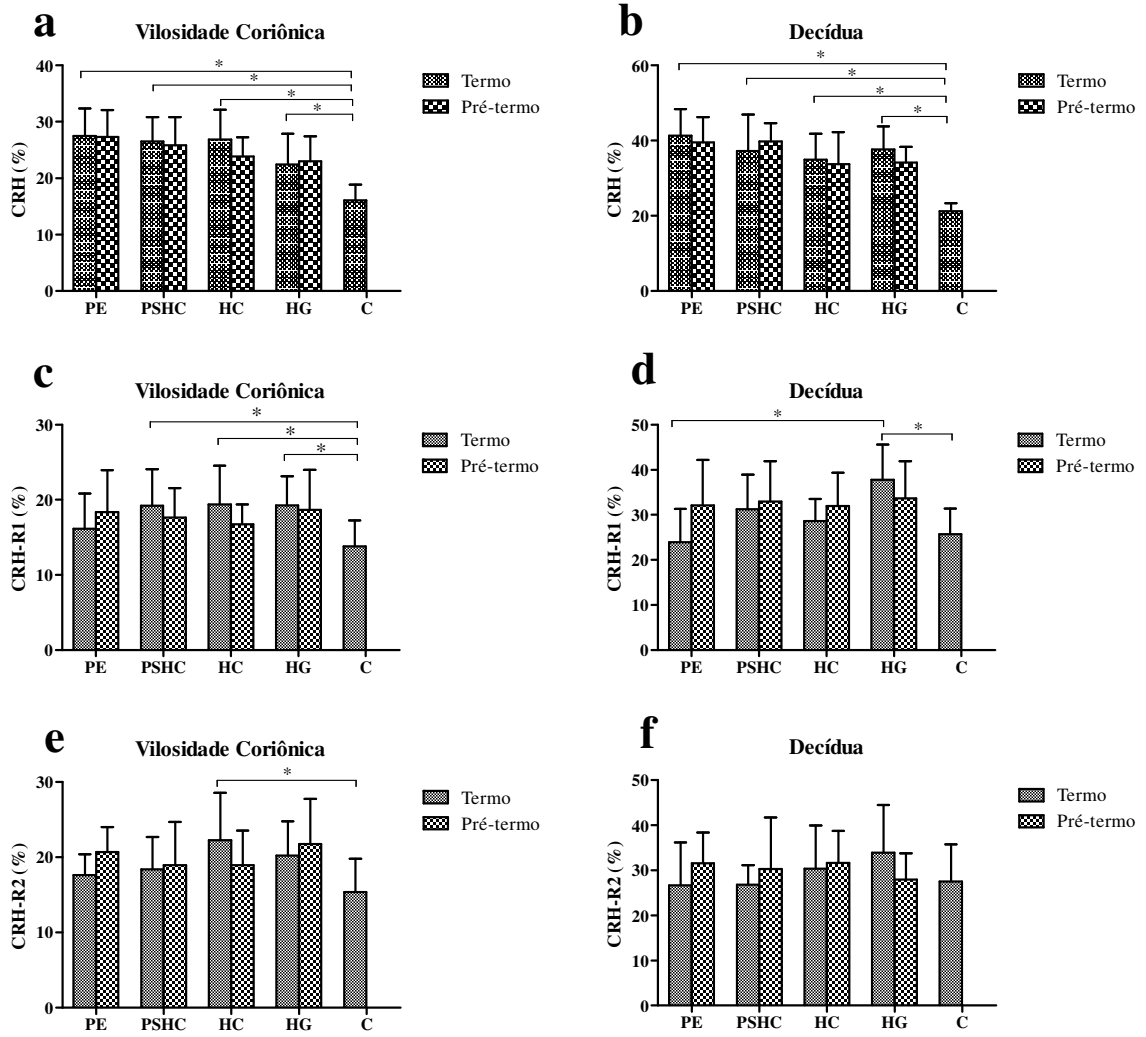 a
Vilosidade Coriônica
CRH (%)
40
30
20
10
0
*
*
*
*
PE PSHC HC HG C
Termo
Pré-termo
b
Decídua
CRH (%)
60
40
20
0
*
*
*
*
PE PSHC HC HG C
Termo
Pré-termo
c
Vilosidade Coriônica
CRH-R1 (%)
30
20
10
0
*
*
*
PE PSHC HC HG C
Termo
Pré-termo
d
Decídua
CRH-R1 (%)
50
40
30
20
10
0
*
*
PE PSHC HC HG C
Termo
Pré-termo
e
Vilosidade Coriônica
CRH-R2 (%)
30
20
10
0
*
PE PSHC HC HG C
Termo
Pré-termo
f
Decídua
CRH-R2 (%)
50
40
30
20
10
0
PE PSHC HC HG C
Termo
Pré-termo